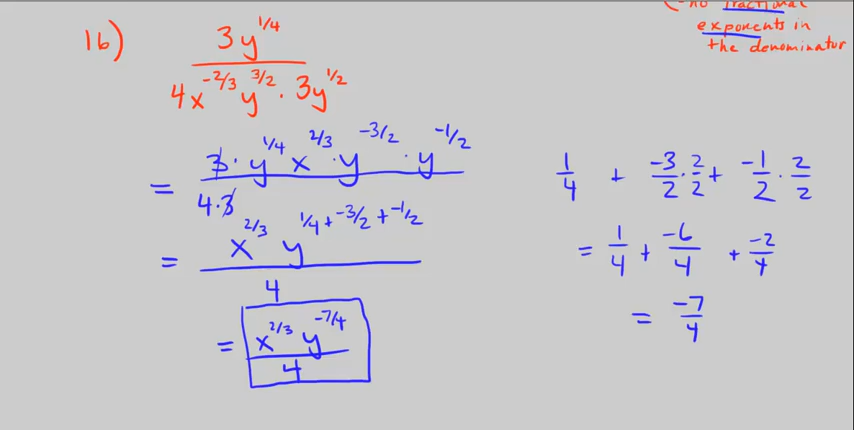 (-no fractional
exponents in
the denominator
16) 3y^1/4
4x^-2/3 y^3/2 · 3y^1/2
= 3 · y^1/4 x^2/3 · y^-3/2 · y^-1/2
4·3
= x^2/3 y^1/4+-3/2+-1/2
4
= x^2/3 y^-7/4
4
1/4 + -3/2 · 2/2 + -1/2 · 2/2
= 1/4 + -6/4 + -2/4
= -7/4